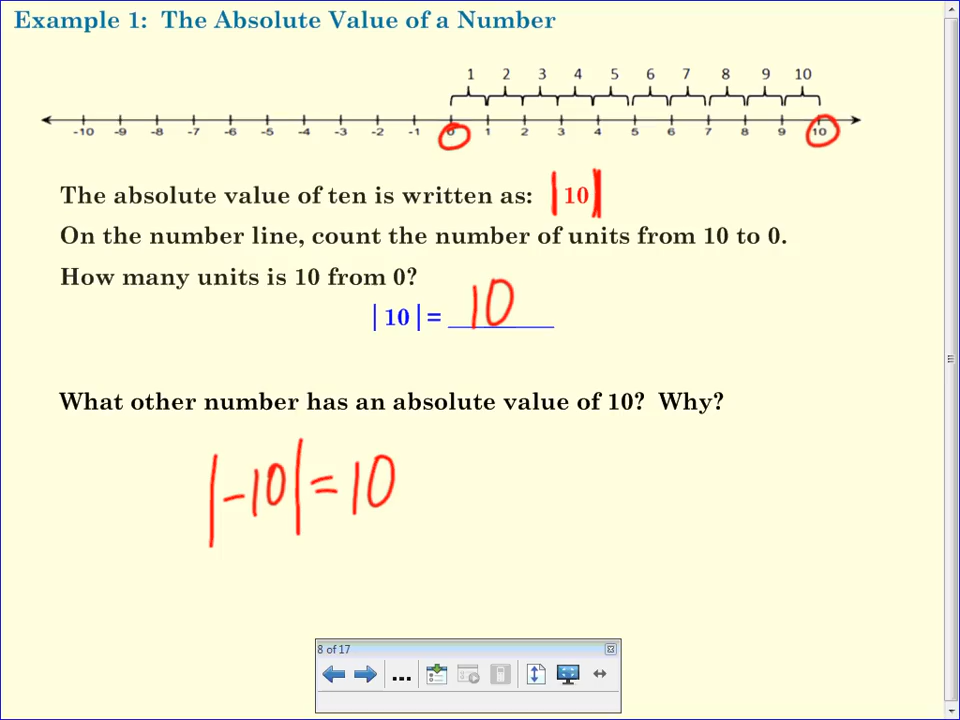 Example 1: The Absolute Value of a Number
1 2 3 4 5 6 7 8 9 10
-10 -9 -8 -7 -6 -5 -4 -3 -2 -1 0 1 2 3 4 5 6 7 8 9 10
The absolute value of ten is written as: |10|
On the number line, count the number of units from 10 to 0.
How many units is 10 from 0?
|10|= 10
What other number has an absolute value of 10? Why?
|-10|=10
8 of 17